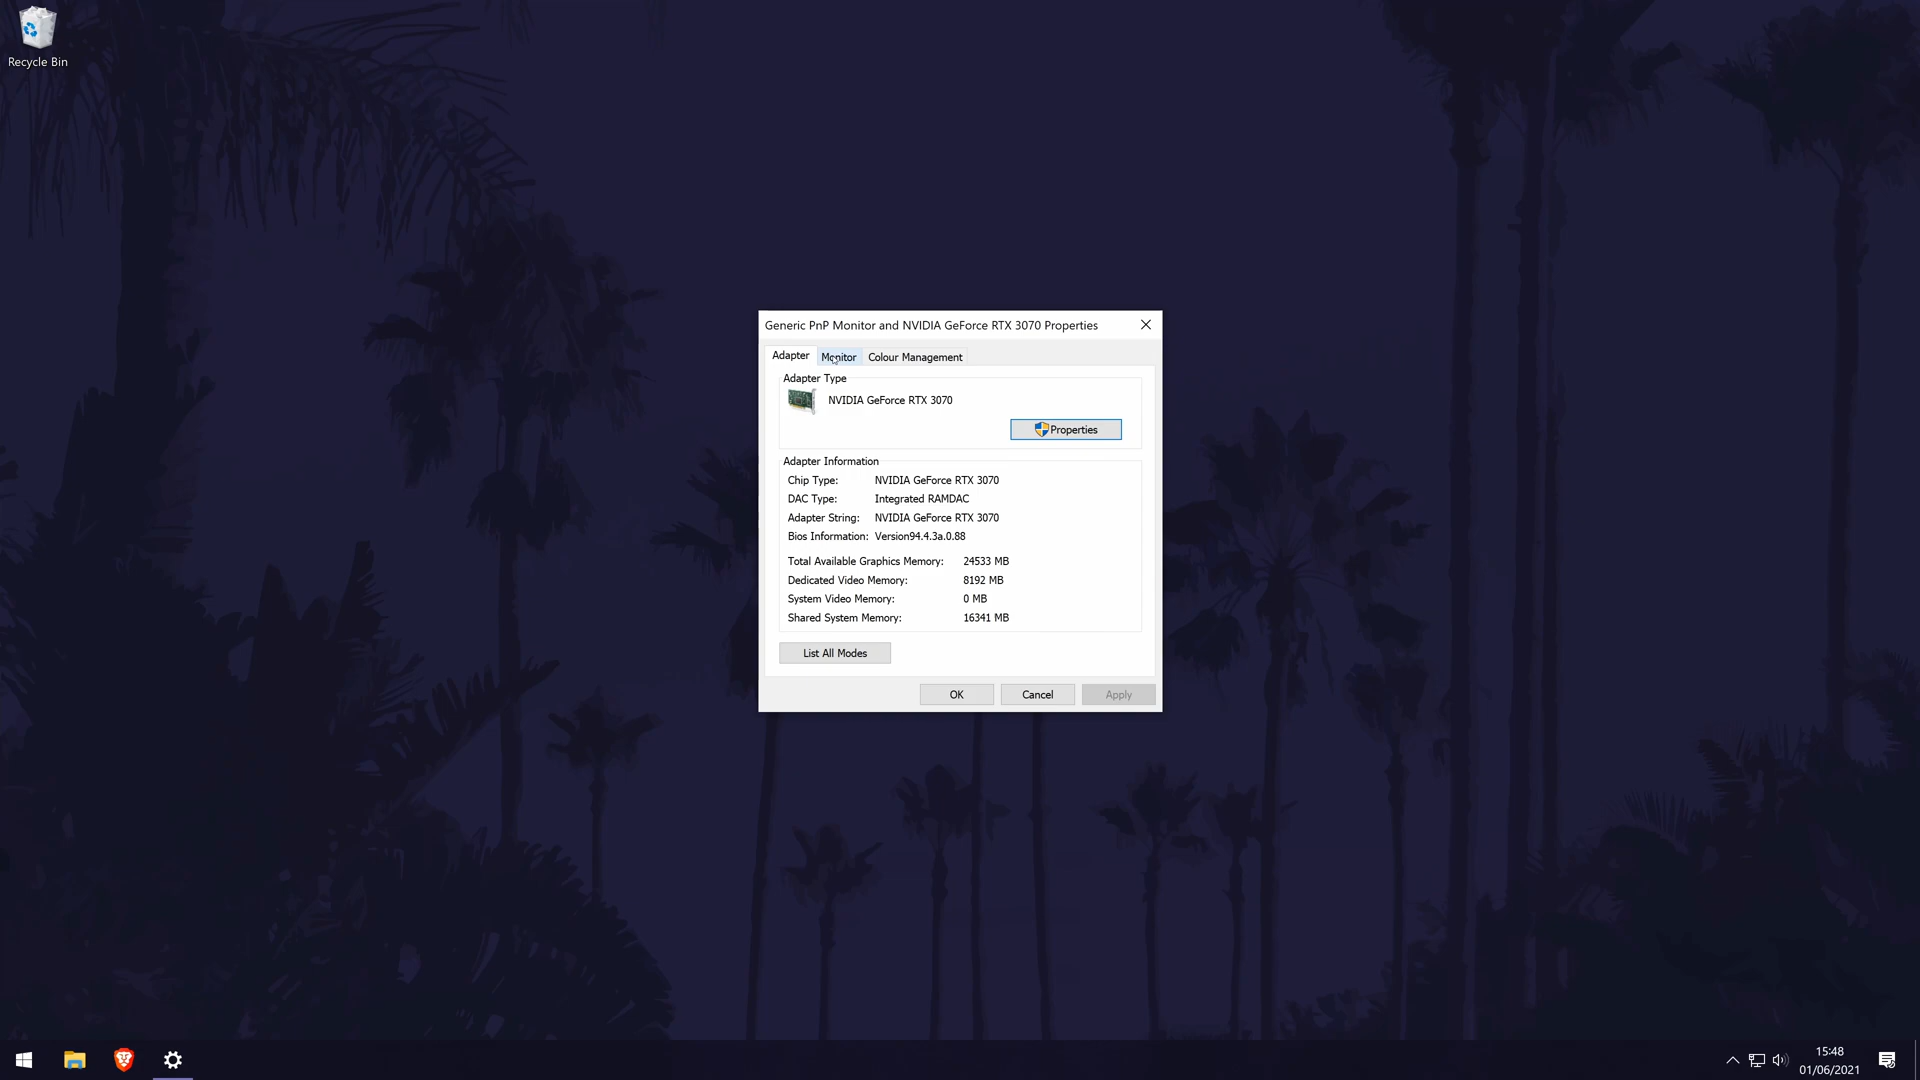 Recycle Bin
Generic PnP Monitor and NVIDIA GeForce RTX 3070 Properties
Adapter Monitor Colour Management
Adapter Type
NVIDIA GeForce RTX 3070
Properties
Adapter Information
Chip Type: NVIDIA GeForce RTX 3070
DAC Type: Integrated RAMDAC
Adapter String: NVIDIA GeForce RTX 3070
Bios Information: Version94.4.3a.0.88
Total Available Graphics Memory: 24533 MB
Dedicated Video Memory: 8192 MB
System Video Memory: 0 MB
Shared System Memory: 16341 MB
List All Modes
OK Cancel Apply
15:48
01/06/2021